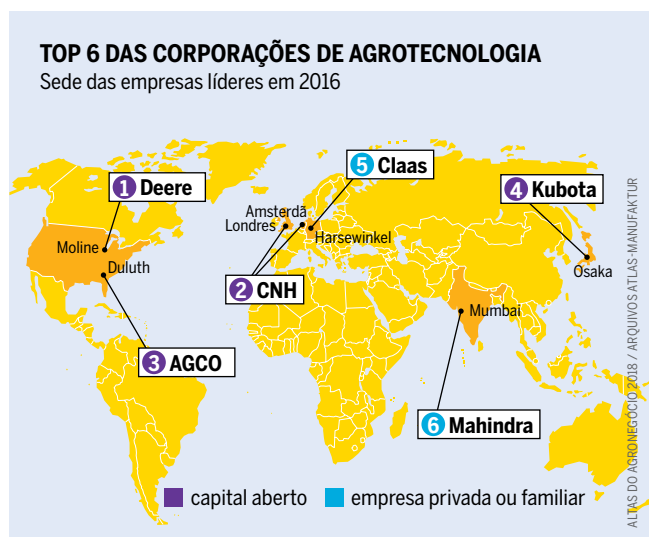 TOP 6 DAS CORPORAÇÕES DE AGROTECNOLOGIA
Sede das empresas líderes em 2016
5 Claas
1 Deere
4 Kubota
Amsterdã
Londres
Harsewinkel
Moline
Duluth
Osaka
2 CNH
Mumbai
3 AGCO
6 Mahindra
capital aberto
empresa privada ou familiar
ALTAS DO AGRONEGÓCIO 2018 / ARQUIVOS ATLAS-MANUFAKTUR